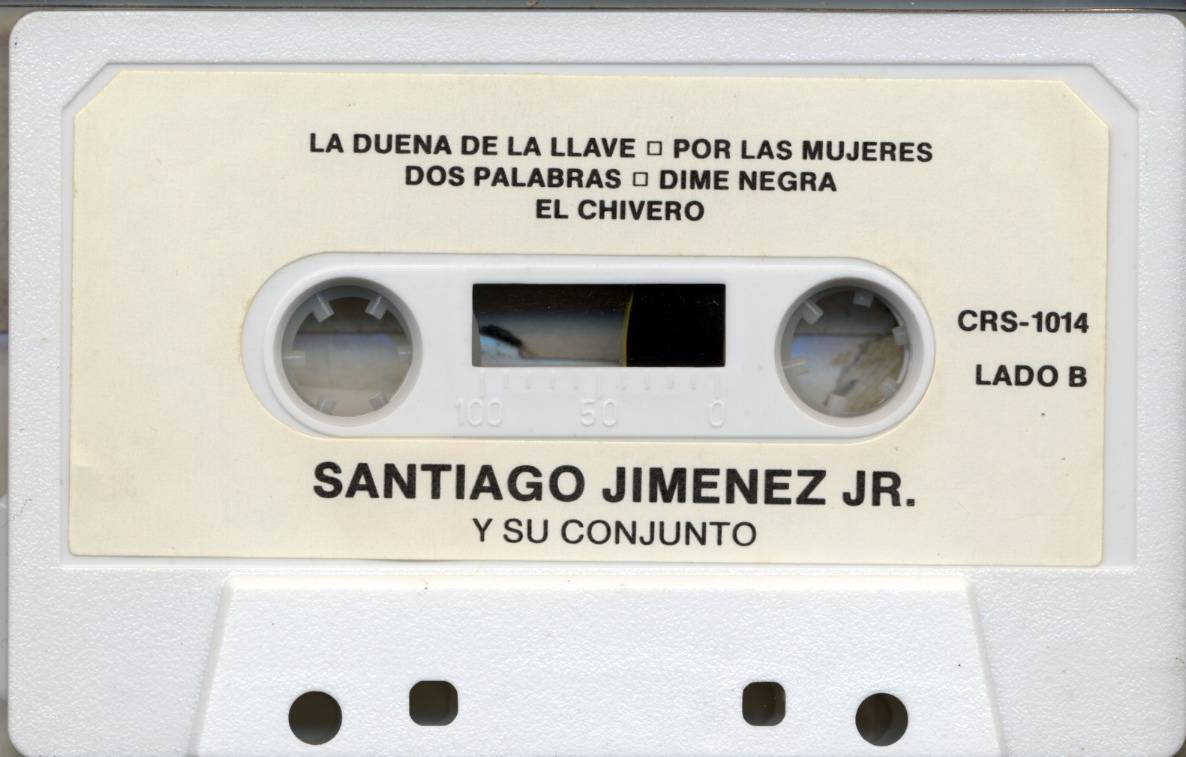 LA DUENA DE LA LLAVE □ POR LAS MUJERES
DOS PALABRAS □ DIME NEGRA
EL CHIVERO
CRS-1014
LADO B
100 50 0
SANTIAGO JIMENEZ JR.
Y SU CONJUNTO